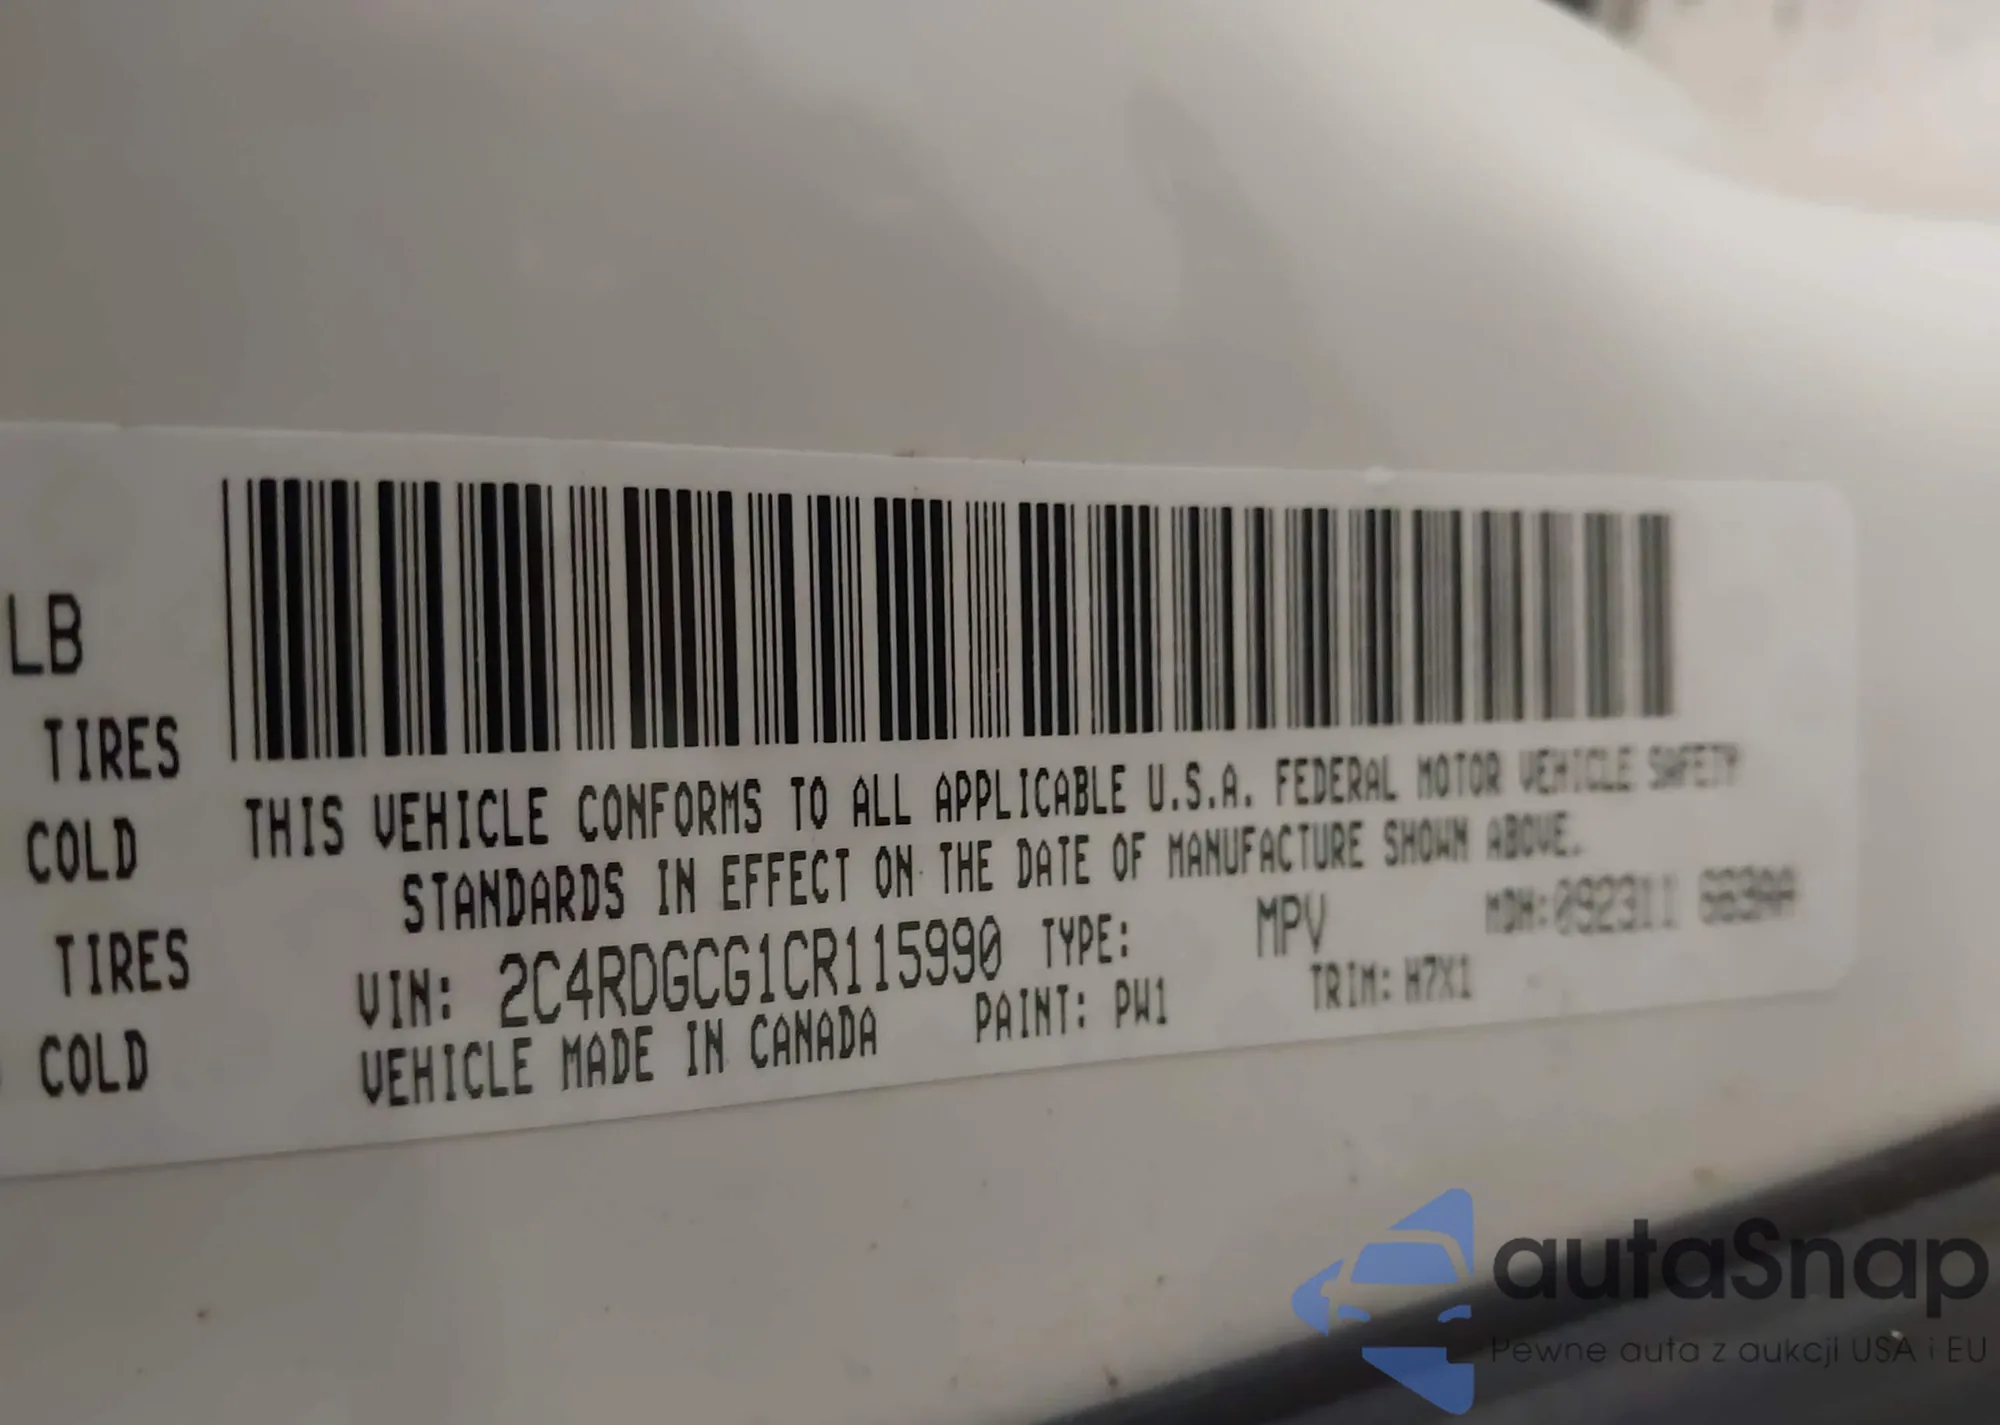 LB
TIRES
COLD
TIRES
COLD
THIS VEHICLE CONFORMS TO ALL APPLICABLE U.S.A. FEDERAL MOTOR VEHICLE SAFETY
STANDARDS IN EFFECT ON THE DATE OF MANUFACTURE SHOWN ABOVE.
VIN: 2C4RDGCG1CR115990 TYPE: MPV MDH: 092311
VEHICLE MADE IN CANADA PAINT: PW1 TRIM: H7X1
autaSnap
Pewne auta z aukcji USA i EU